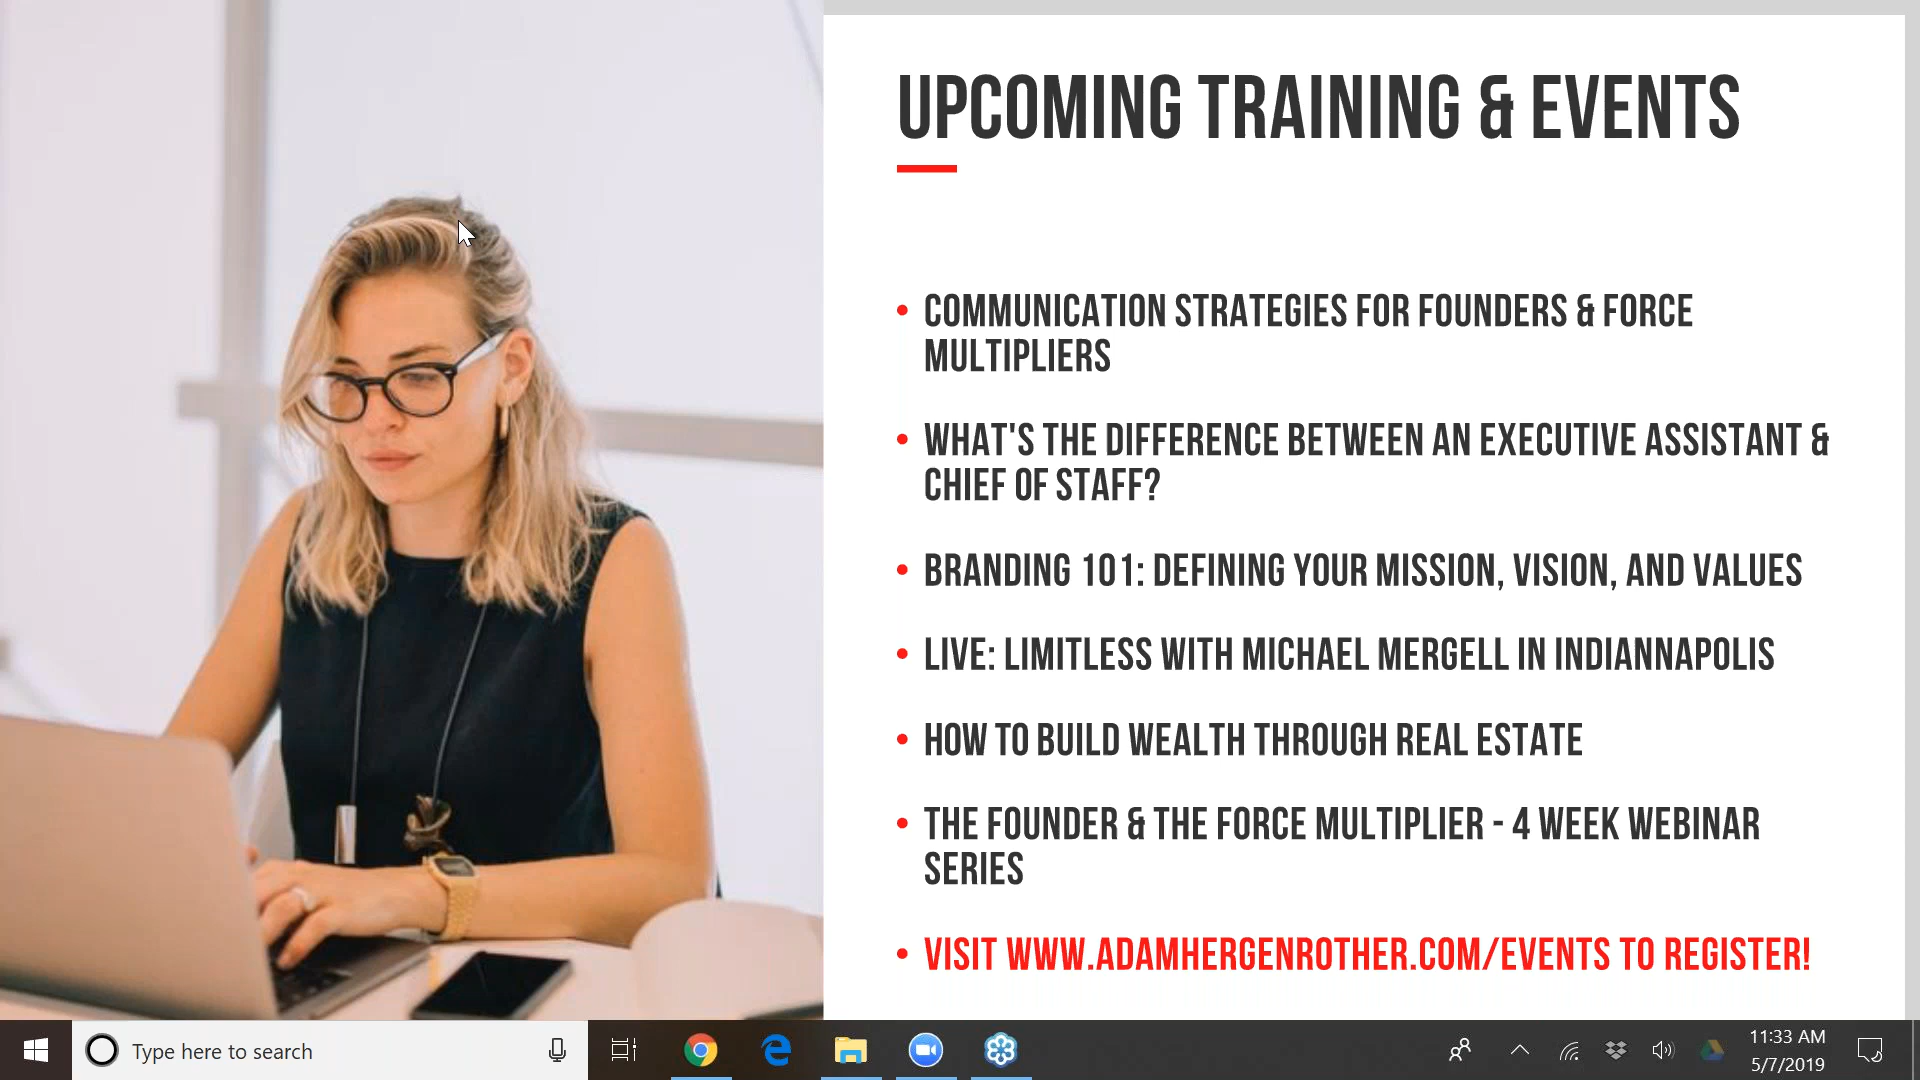 UPCOMING TRAINING & EVENTS
• COMMUNICATION STRATEGIES FOR FOUNDERS & FORCE
MULTIPLIERS
• WHAT'S THE DIFFERENCE BETWEEN AN EXECUTIVE ASSISTANT &
CHIEF OF STAFF?
• BRANDING 101: DEFINING YOUR MISSION, VISION, AND VALUES
• LIVE: LIMITLESS WITH MICHAEL MERGELL IN INDIANNAPOLIS
• HOW TO BUILD WEALTH THROUGH REAL ESTATE
• THE FOUNDER & THE FORCE MULTIPLIER - 4 WEEK WEBINAR
SERIES
• VISIT WWW.ADAMHERGENROTHER.COM/EVENTS TO REGISTER!
Type here to search
11:33 AM
5/7/2019